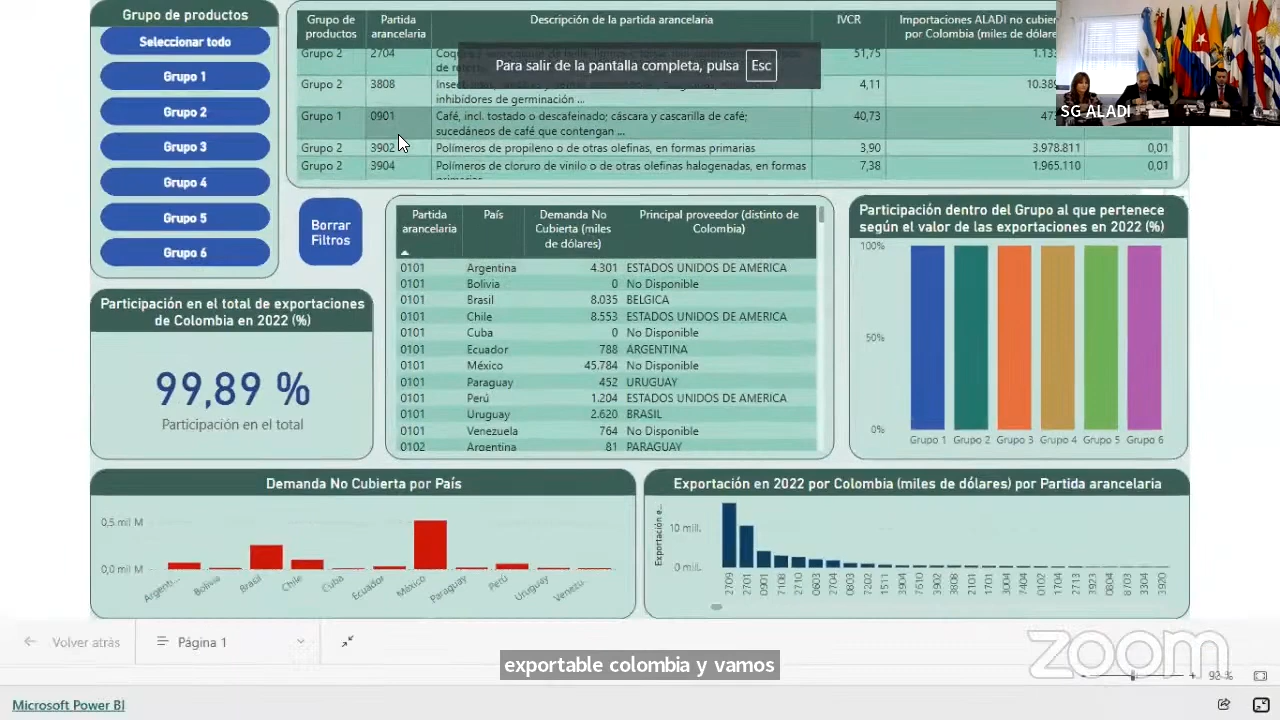 Grupo de productos
Seleccionar todo
Grupo 1
Grupo 2
Grupo 3
Grupo 4
Grupo 5
Grupo 6
Grupo de productos Partida arancelaria Descripción de la partida arancelaria IVCR Importaciones ALADI no
por Colombia (miles de
Grupo 2
Grupo 2 3808 4,11
inhibidores de germinación ...
Grupo 1 0901 Café, incl. tostado o descafeinado; cáscara y cascarilla de café; 40,73
sucedáneos de café que contengan ...
Grupo 2 3902 Polímeros de propileno o de otras olefinas, en formas primarias 3,90 3.978.811 0,01
Grupo 2 3904 Polímeros de cloruro de vinilo o de otras olefinas halogenadas, en formas 7,38 1.965.110 0,01
Para salir de la pantalla completa, pulsa Esc
SG ALADI
Borrar
Filtros
Partida arancelaria País Demanda No Cubierta (miles de dólares) Principal proveedor (distinto de Colombia)
0101 Argentina 4.301 ESTADOS UNIDOS DE AMERICA
0101 Bolivia 0 No Disponible
0101 Brasil 8.035 BELGICA
0101 Chile 8.553 ESTADOS UNIDOS DE AMERICA
0101 Cuba 0 No Disponible
0101 Ecuador 788 ARGENTINA
0101 México 45.784 No Disponible
0101 Paraguay 452 URUGUAY
0101 Perú 1.204 ESTADOS UNIDOS DE AMERICA
0101 Uruguay 2.620 BRASIL
0101 Venezuela 764 No Disponible
0102 Argentina 81 PARAGUAY
Participación dentro del Grupo al que pertenece
según el valor de las exportaciones en 2022 (%)
100%
50%
0%
Grupo 1 Grupo 2 Grupo 3 Grupo 4 Grupo 5 Grupo 6
Participación en el total de exportaciones
de Colombia en 2022 (%)
99,89 %
Participación en el total
Demanda No Cubierta por País
0,5 mil M
0,0 mil M
Argenti... Bolivia Brasil Chile Cuba Ecuador México Paraguay Perú Uruguay Venezu...
Exportación en 2022 por Colombia (miles de dólares) por Partida arancelaria
Exportación e...
10 mill.
0 mill.
2709 2701 0901 7108 2710 0603 2704 0803 7202 1511 3904 7610 3902 3808 2101 1701 3004 7404 0102 1704 2713 3923 0804 8703 3304 3920
Volver atrás
Página 1
exportable colombia y vamos
zoom
Microsoft Power BI